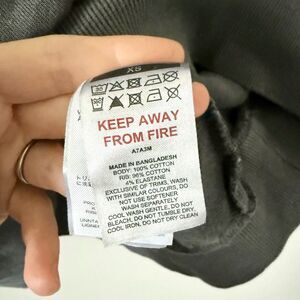 XS
KEEP AWAY
FROM FIRE
A7A3M
MADE IN BANGLADESH
BODY: 100% COTTON
RIB: 96% COTTON
4% ELASTANE
EXCLUSIVE OF TRIMS, WASH
WITH SIMILAR COLOURS, DO
NOT USE SOFTENER
WASH SEPARATELY
COOL WASH GENTLE, DO NOT
BLEACH, DO NOT TUMBLE DRY,
COOL IRON, DO NOT DRY CLEAN